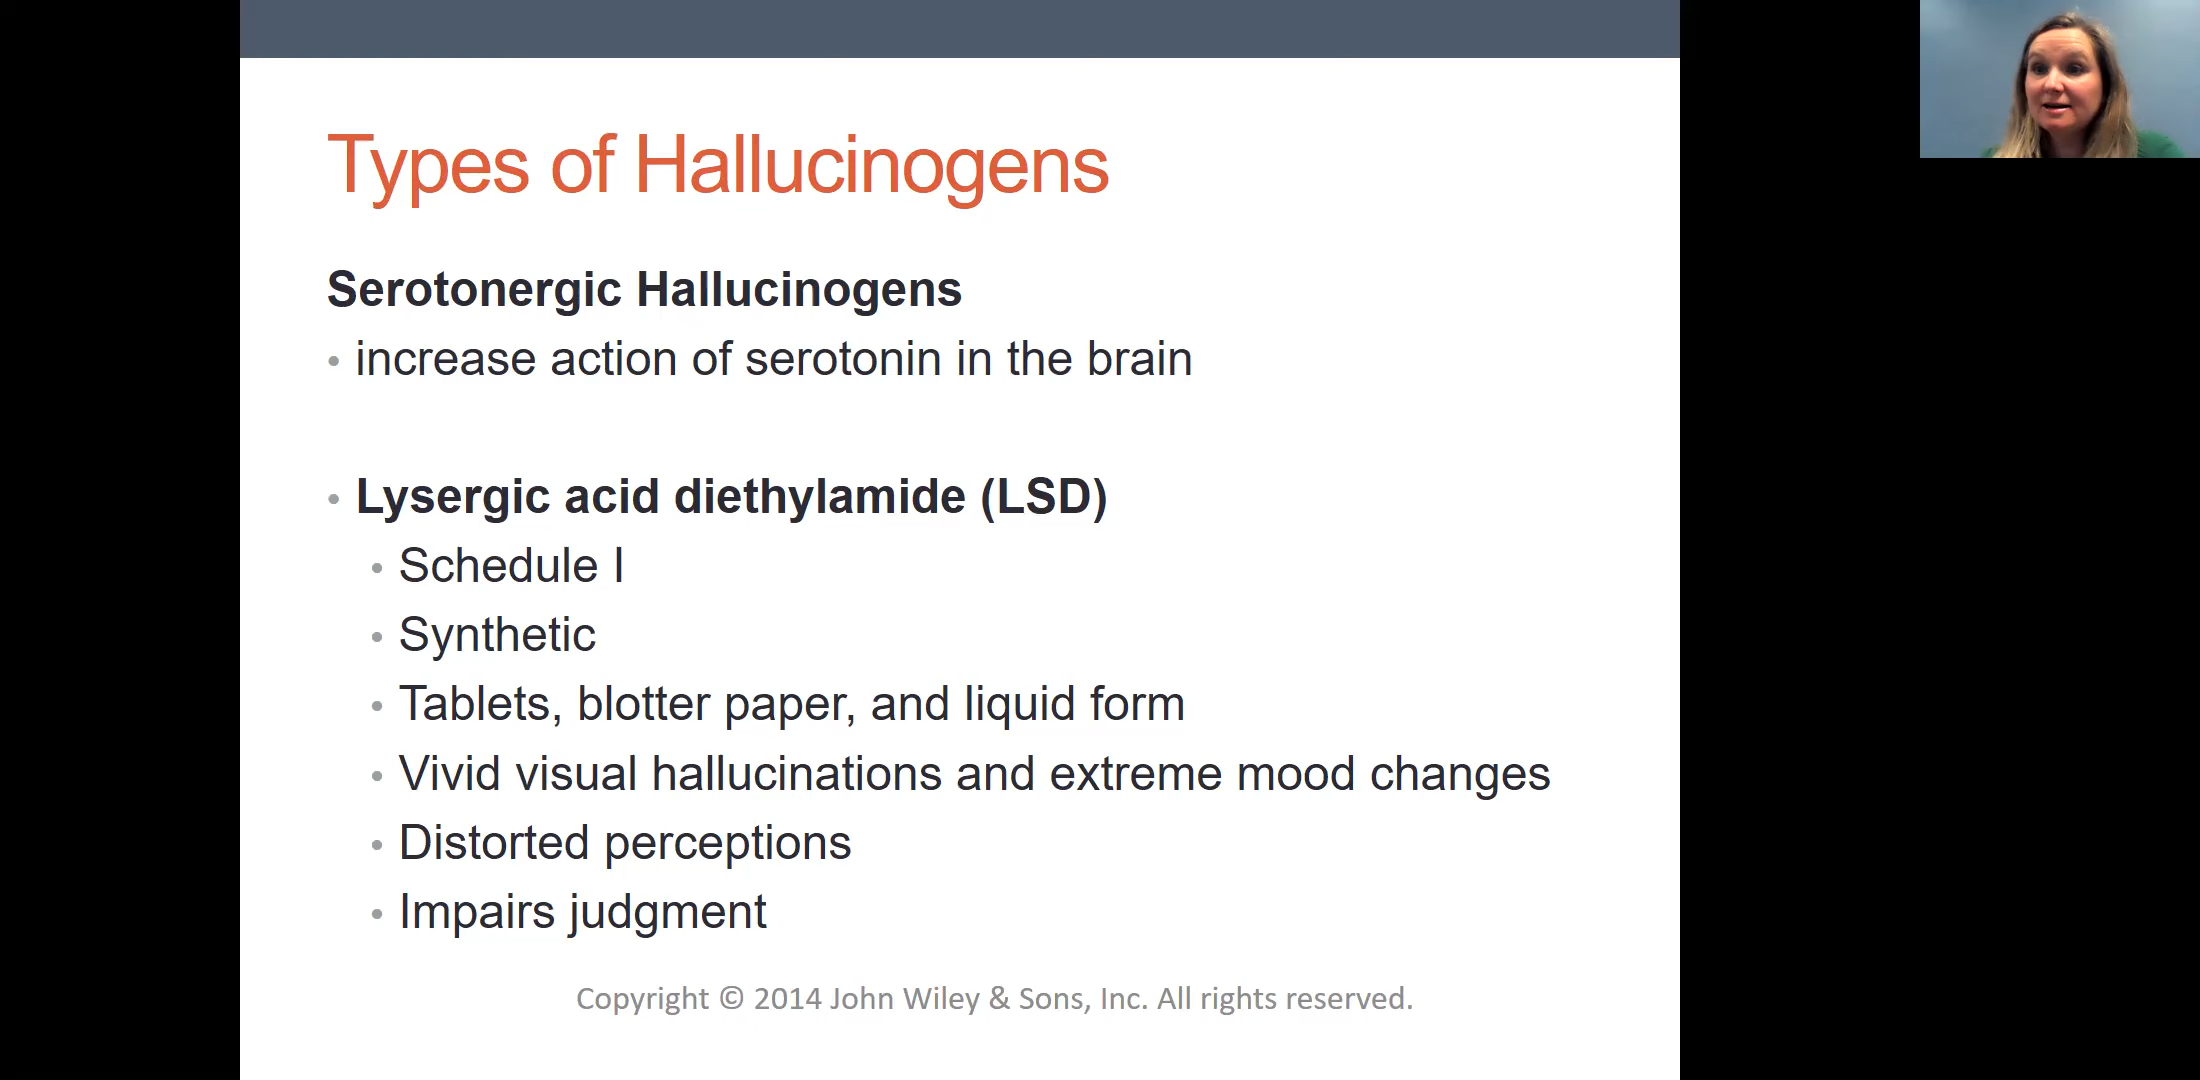 Types of Hallucinogens
Serotonergic Hallucinogens
• increase action of serotonin in the brain
• Lysergic acid diethylamide (LSD)
• Schedule I
• Synthetic
• Tablets, blotter paper, and liquid form
• Vivid visual hallucinations and extreme mood changes
• Distorted perceptions
• Impairs judgment
Copyright © 2014 John Wiley & Sons, Inc. All rights reserved.